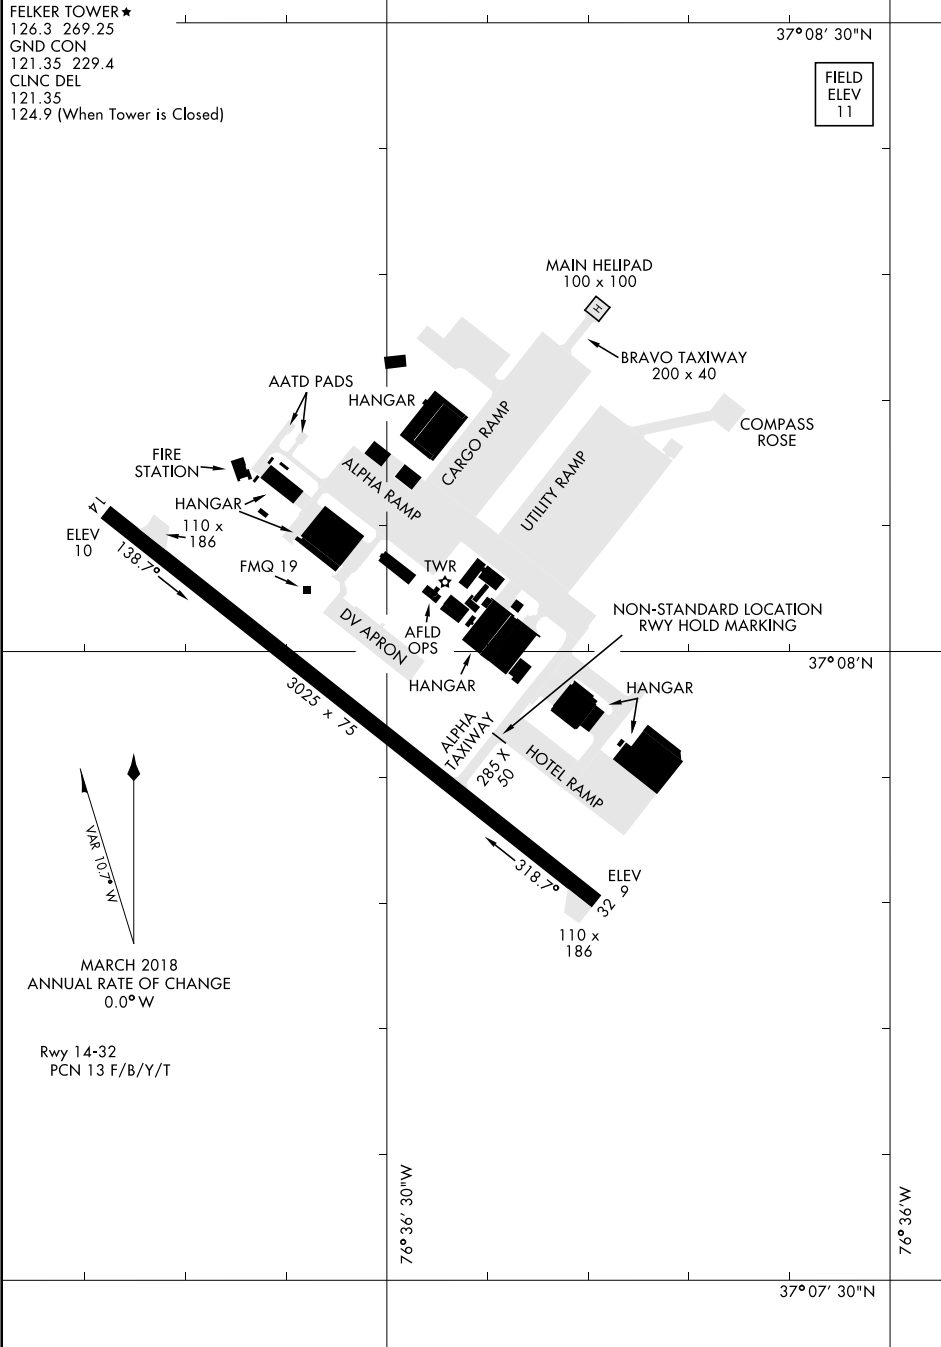 FELKER TOWER★
126.3 269.25
GND CON
121.35 229.4
CLNC DEL
121.35
124.9 (When Tower is Closed)
37°08' 30"N
FIELD
ELEV
11
MAIN HELIPAD
100 x 100
H
BRAVO TAXIWAY
200 x 40
AATD PADS
HANGAR
CARGO RAMP
COMPASS
ROSE
FIRE
STATION
ALPHA RAMP
UTILITY RAMP
HANGAR
14
110 x
186
ELEV
10
138.7°
FMQ 19
TWR
DV APRON
AFLD
OPS
NON-STANDARD LOCATION
RWY HOLD MARKING
37°08'N
HANGAR
HANGAR
3025 x 75
ALPHA
TAXIWAY
285 X
50
HOTEL RAMP
VAR 10.7° W
318.7°
ELEV
9
32
110 x
186
MARCH 2018
ANNUAL RATE OF CHANGE
0.0°W
Rwy 14-32
PCN 13 F/B/Y/T
76°36' 30"W
76°36'W
37°07' 30"N